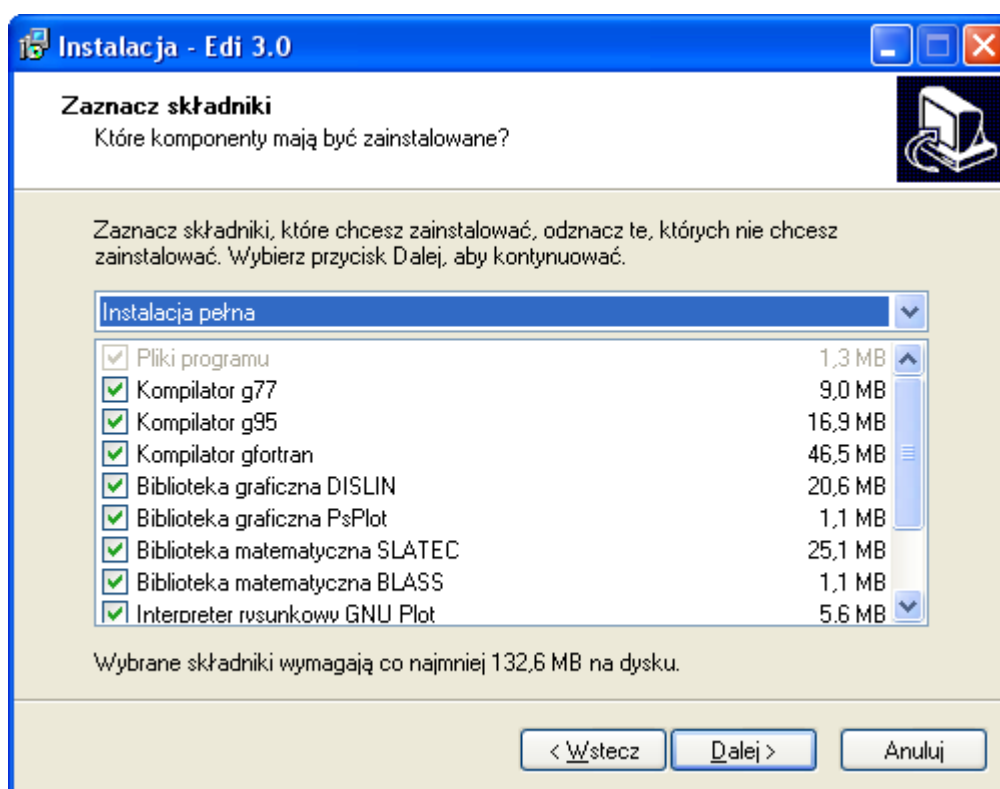 Instalacja - Edi 3.0
Zaznacz składniki
Które komponenty mają być zainstalowane?
Zaznacz składniki, które chcesz zainstalować, odznacz te, których nie chcesz
zainstalować. Wybierz przycisk Dalej, aby kontynuować.
Instalacja pełna
Pliki programu 1,3 MB
Kompilator g77 9,0 MB
Kompilator g95 16,9 MB
Kompilator gfortran 46,5 MB
Biblioteka graficzna DISLIN 20,6 MB
Biblioteka graficzna PsPlot 1,1 MB
Biblioteka matematyczna SLATEC 25,1 MB
Biblioteka matematyczna BLASS 1,1 MB
Interpreter rysunkowy GNU Plot 5,6 MB
Wybrane składniki wymagają co najmniej 132,6 MB na dysku.
< Wstecz Dalej > Anuluj